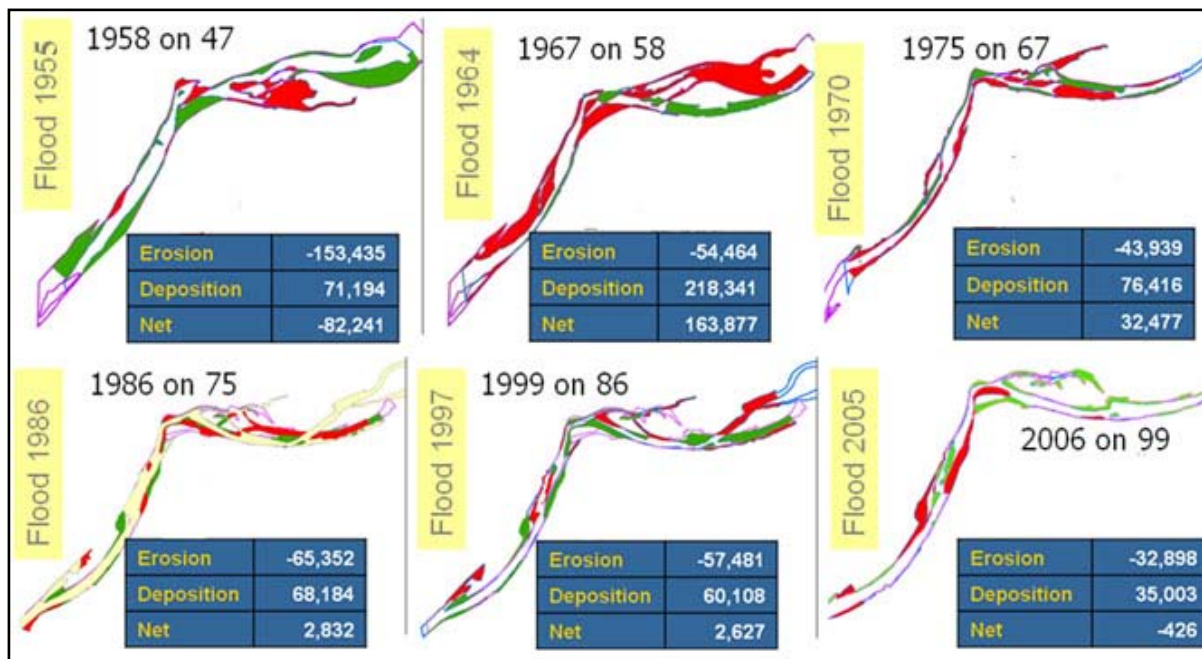 Flood 1955
1958 on 47
Erosion -153,435
Deposition 71,194
Net -82,241
Flood 1964
1967 on 58
Erosion -54,464
Deposition 218,341
Net 163,877
Flood 1970
1975 on 67
Erosion -43,939
Deposition 76,416
Net 32,477
Flood 1986
1986 on 75
Erosion -65,352
Deposition 68,184
Net 2,832
Flood 1997
1999 on 86
Erosion -57,481
Deposition 60,108
Net 2,627
Flood 2005
2006 on 99
Erosion -32,898
Deposition 35,003
Net -426